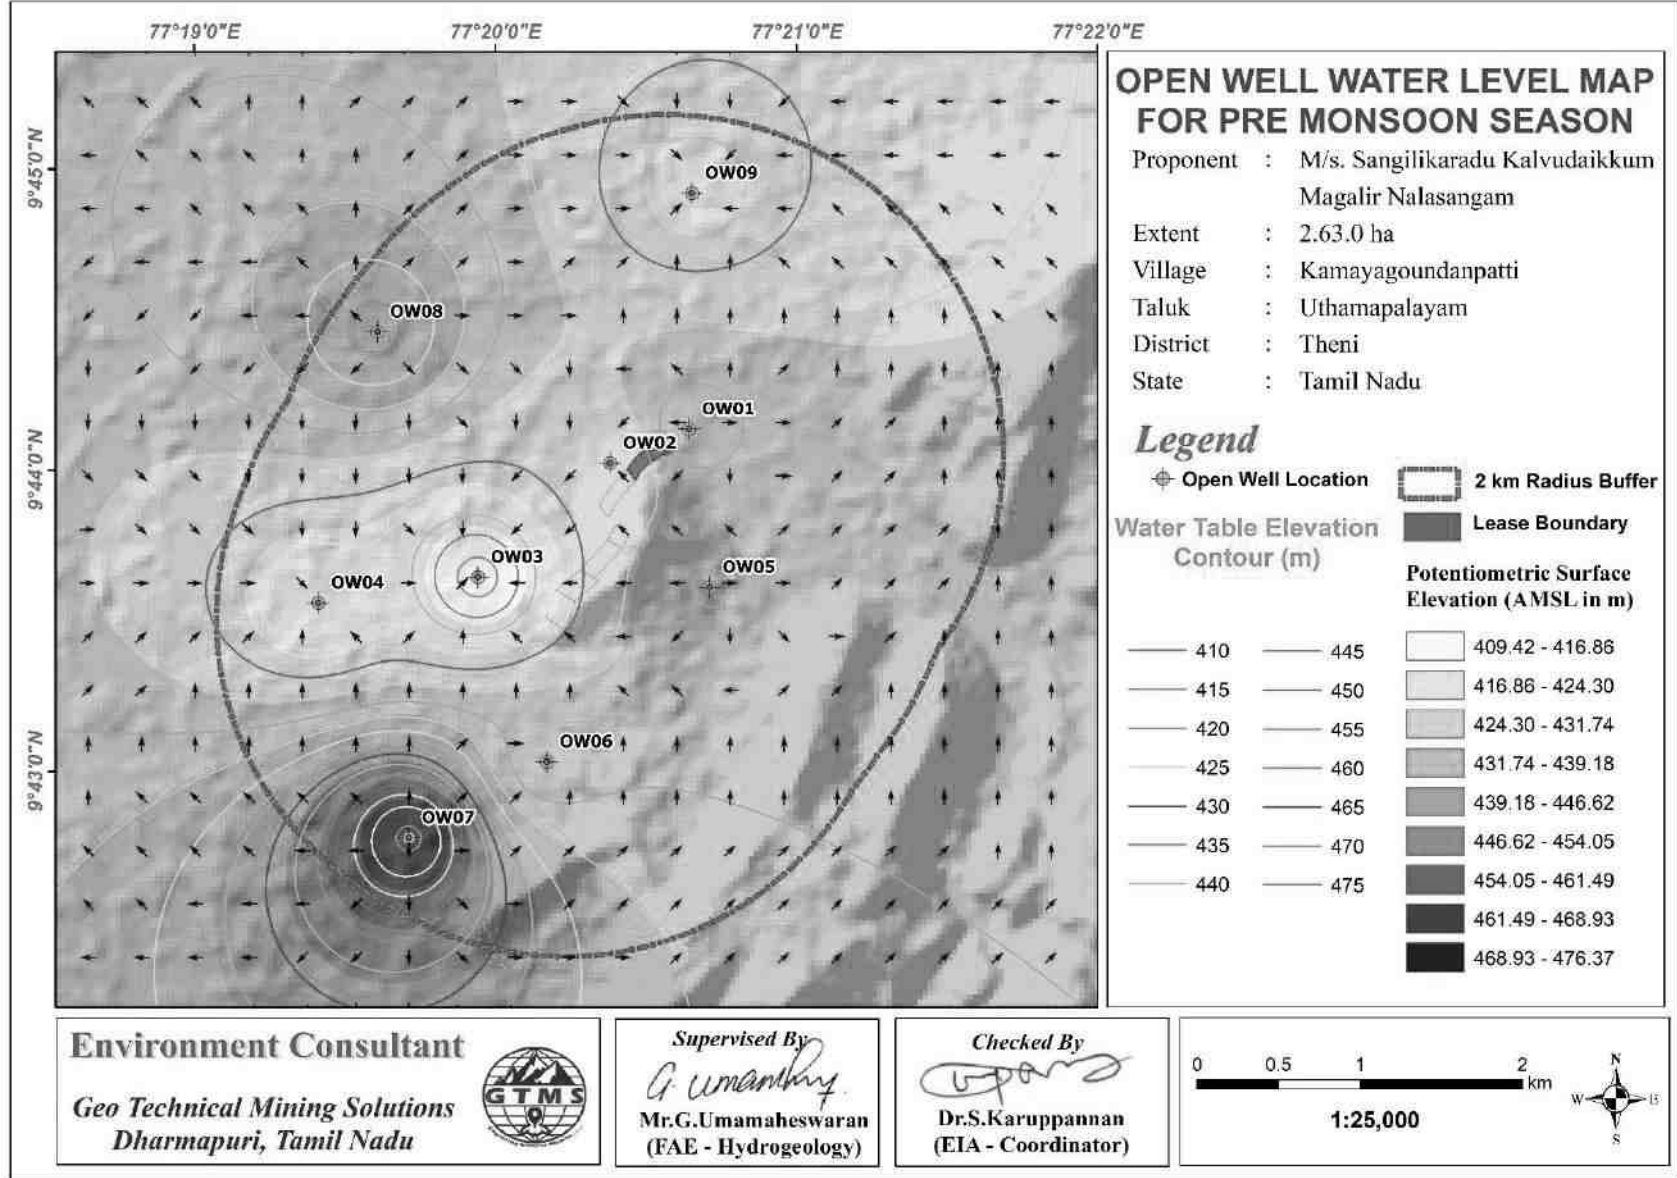 77°19'0"E 77°20'0"E 77°21'0"E 77°22'0"E
9°45'0"N
9°44'0"N
9°43'0"N
OW09
OW08
OW01
OW02
OW03
OW04
OW05
OW06
OW07
OPEN WELL WATER LEVEL MAP
FOR PRE MONSOON SEASON
Proponent : M/s. Sangilikaradu Kalvudaikkum
Magalir Nalasangam
Extent : 2.63.0 ha
Village : Kamayagoundanpatti
Taluk : Uthamapalayam
District : Theni
State : Tamil Nadu
Legend
Open Well Location
2 km Radius Buffer
Lease Boundary
Water Table Elevation
Contour (m)
410 445
415 450
420 455
425 460
430 465
435 470
440 475
Potentiometric Surface
Elevation (AMSL in m)
409.42 - 416.86
416.86 - 424.30
424.30 - 431.74
431.74 - 439.18
439.18 - 446.62
446.62 - 454.05
454.05 - 461.49
461.49 - 468.93
468.93 - 476.37
Environment Consultant
Geo Technical Mining Solutions
Dharmapuri, Tamil Nadu
GTMS
Supervised By
Mr.G.Umamaheswaran
(FAE - Hydrogeology)
Checked By
Dr.S.Karuppannan
(EIA - Coordinator)
0 0.5 1 2
km
1:25,000
N
W E
S